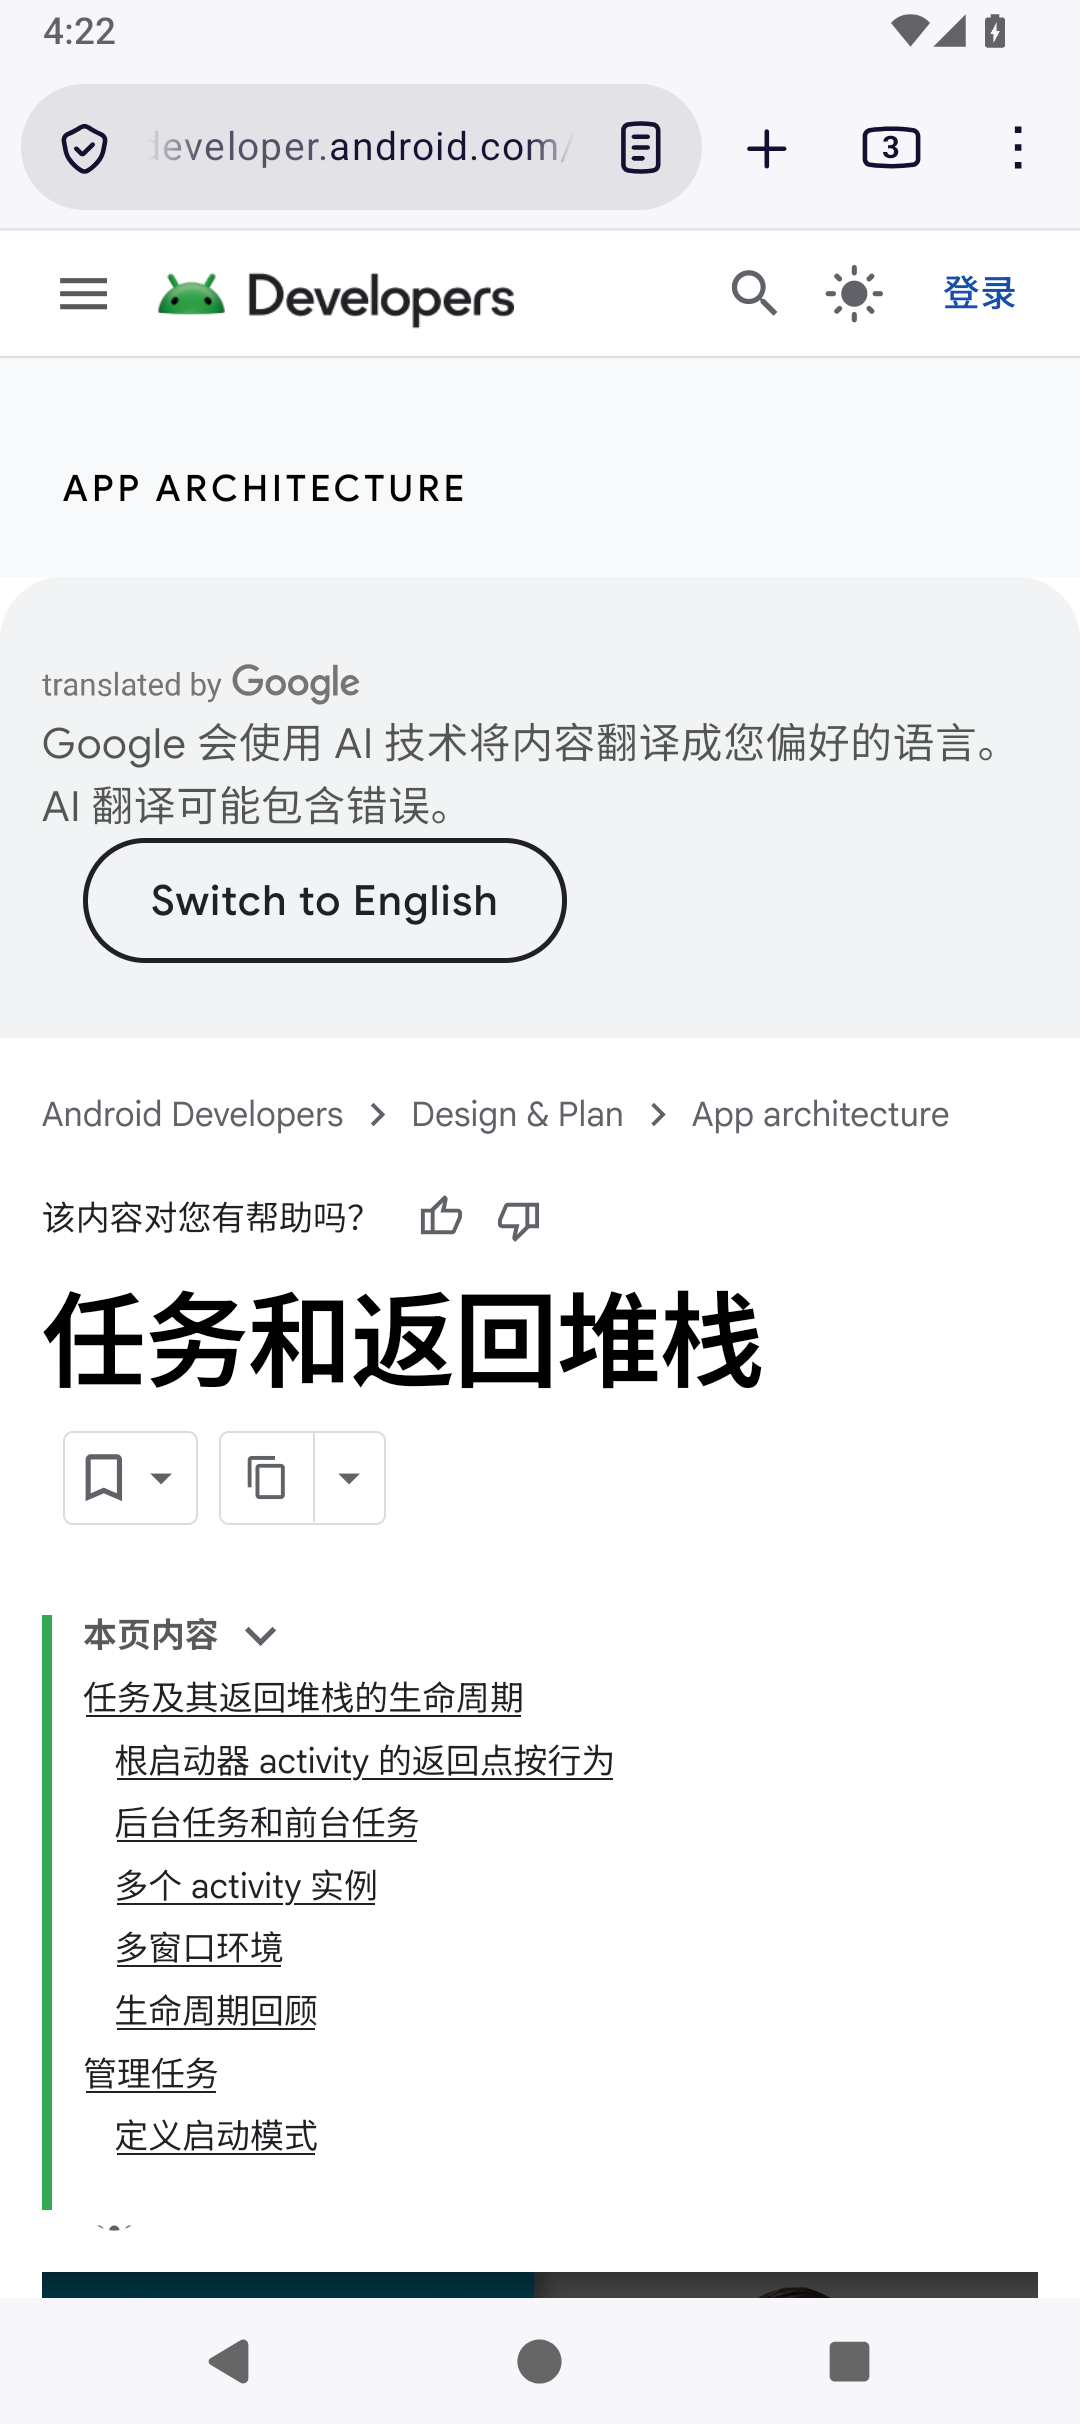 4:22
developer.android.com/
3
Developers
登录
APP ARCHITECTURE
translated by Google
Google 会使用 AI 技术将内容翻译成您偏好的语言。
AI 翻译可能包含错误。
Switch to English
Android Developers > Design & Plan > App architecture
该内容对您有帮助吗？
任务和返回堆栈
本页内容
任务及其返回堆栈的生命周期
根启动器 activity 的返回点按行为
后台任务和前台任务
多个 activity 实例
多窗口环境
生命周期回顾
管理任务
定义启动模式